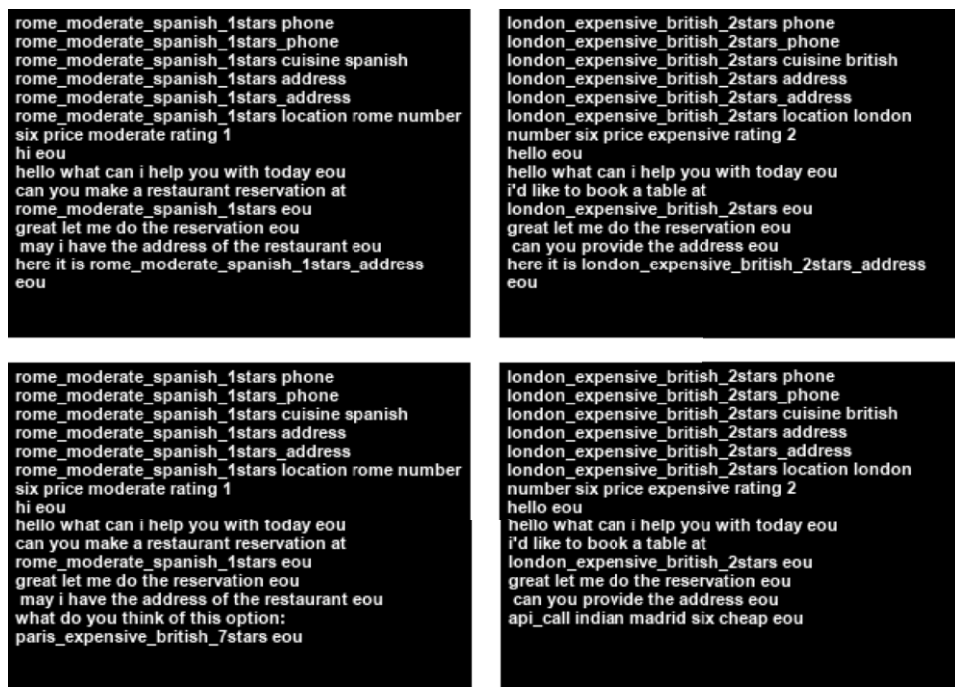 rome_moderate_spanish_1stars phone
rome_moderate_spanish_1stars_phone
rome_moderate_spanish_1stars cuisine spanish
rome_moderate_spanish_1stars address
rome_moderate_spanish_1stars_address
rome_moderate_spanish_1stars location rome number
six price moderate rating 1
hi eou
hello what can i help you with today eou
can you make a restaurant reservation at
rome_moderate_spanish_1stars eou
great let me do the reservation eou
may i have the address of the restaurant eou
here it is rome_moderate_spanish_1stars_address
eou
london_expensive_british_2stars phone
london_expensive_british_2stars_phone
london_expensive_british_2stars cuisine british
london_expensive_british_2stars address
london_expensive_british_2stars_address
london_expensive_british_2stars location london
number six price expensive rating 2
hello eou
hello what can i help you with today eou
i'd like to book a table at
london_expensive_british_2stars eou
great let me do the reservation eou
can you provide the address eou
here it is london_expensive_british_2stars_address
eou
rome_moderate_spanish_1stars phone
rome_moderate_spanish_1stars_phone
rome_moderate_spanish_1stars cuisine spanish
rome_moderate_spanish_1stars address
rome_moderate_spanish_1stars_address
rome_moderate_spanish_1stars location rome number
six price moderate rating 1
hi eou
hello what can i help you with today eou
can you make a restaurant reservation at
rome_moderate_spanish_1stars eou
great let me do the reservation eou
may i have the address of the restaurant eou
what do you think of this option:
paris_expensive_british_7stars eou
london_expensive_british_2stars phone
london_expensive_british_2stars_phone
london_expensive_british_2stars cuisine british
london_expensive_british_2stars address
london_expensive_british_2stars_address
london_expensive_british_2stars location london
number six price expensive rating 2
hello eou
hello what can i help you with today eou
i'd like to book a table at
london_expensive_british_2stars eou
great let me do the reservation eou
can you provide the address eou
api_call indian madrid six cheap eou